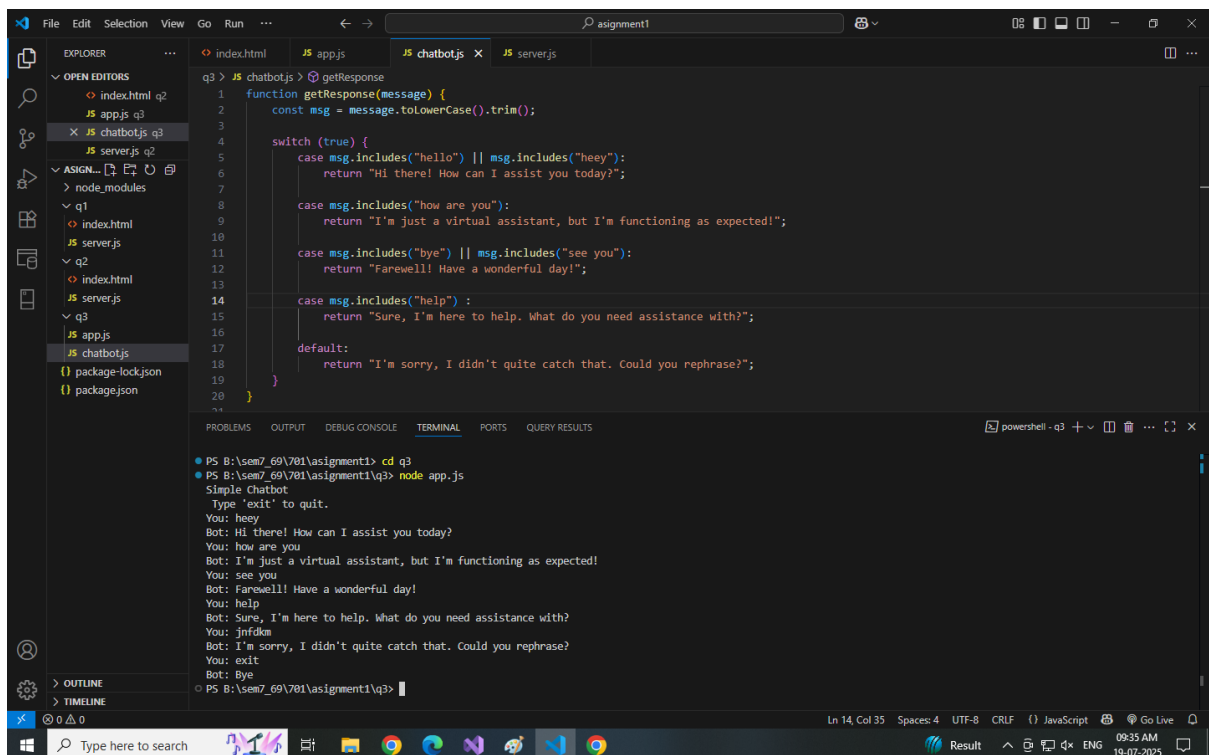 File Edit Selection View Go Run ··· asignment1
EXPLORER ···
OPEN EDITORS
index.html q2
JS app.js q3
JS chatbot.js q3
JS server.js q2
ASIGN...
node_modules
q1
index.html
JS server.js
q2
index.html
JS server.js
q3
JS app.js
JS chatbot.js
{} package-lock.json
{} package.json
OUTLINE
TIMELINE
index.html JS app.js JS chatbot.js JS server.js
q3 > JS chatbot.js > getResponse
1 function getResponse(message) {
2 const msg = message.toLowerCase().trim();
3
4 switch (true) {
5 case msg.includes("hello") || msg.includes("heey"):
6 return "Hi there! How can I assist you today?";
7
8 case msg.includes("how are you"):
9 return "I'm just a virtual assistant, but I'm functioning as expected!";
10
11 case msg.includes("bye") || msg.includes("see you"):
12 return "Farewell! Have a wonderful day!";
13
14 case msg.includes("help") :
15 return "Sure, I'm here to help. What do you need assistance with?";
16
17 default:
18 return "I'm sorry, I didn't quite catch that. Could you rephrase?";
19 }
20 }
21
PROBLEMS OUTPUT DEBUG CONSOLE TERMINAL PORTS QUERY RESULTS powershell - q3
PS B:\sem7_69\701\asignment1> cd q3
PS B:\sem7_69\701\asignment1\q3> node app.js
Simple Chatbot
Type 'exit' to quit.
You: heey
Bot: Hi there! How can I assist you today?
You: how are you
Bot: I'm just a virtual assistant, but I'm functioning as expected!
You: see you
Bot: Farewell! Have a wonderful day!
You: help
Bot: Sure, I'm here to help. What do you need assistance with?
You: jnfdkm
Bot: I'm sorry, I didn't quite catch that. Could you rephrase?
You: exit
Bot: Bye
PS B:\sem7_69\701\asignment1\q3>
0 0 Ln 14, Col 35 Spaces: 4 UTF-8 CRLF {} JavaScript Go Live
Type here to search Result ENG 09:35 AM
19-07-2025